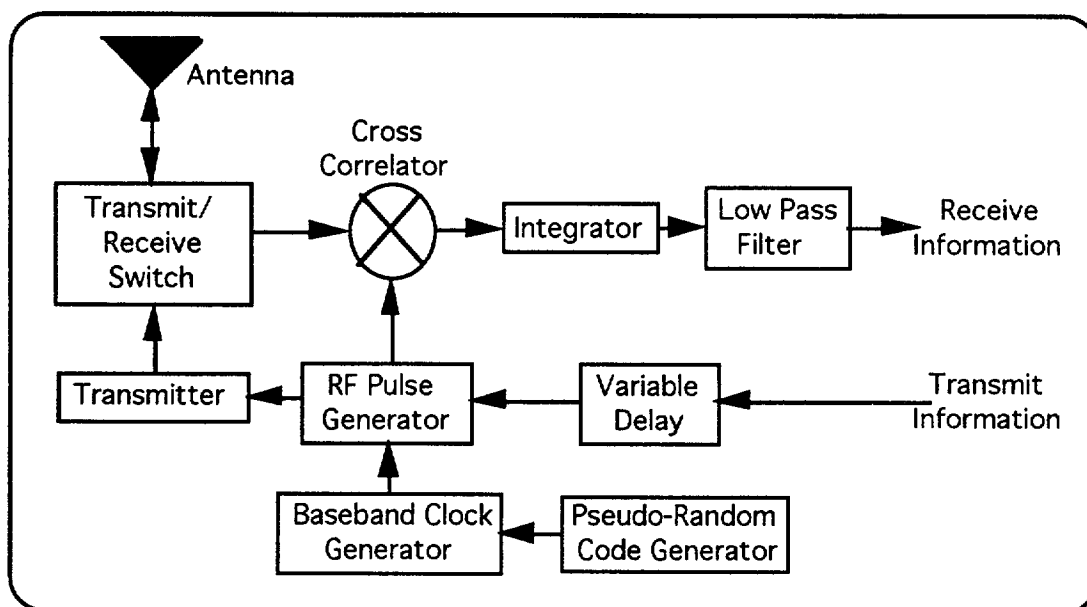 Antenna
Cross
Correlator
Transmit/
Receive
Switch
Integrator
Low Pass
Filter
Receive
Information
Transmitter
RF Pulse
Generator
Variable
Delay
Transmit
Information
Baseband Clock
Generator
Pseudo-Random
Code Generator